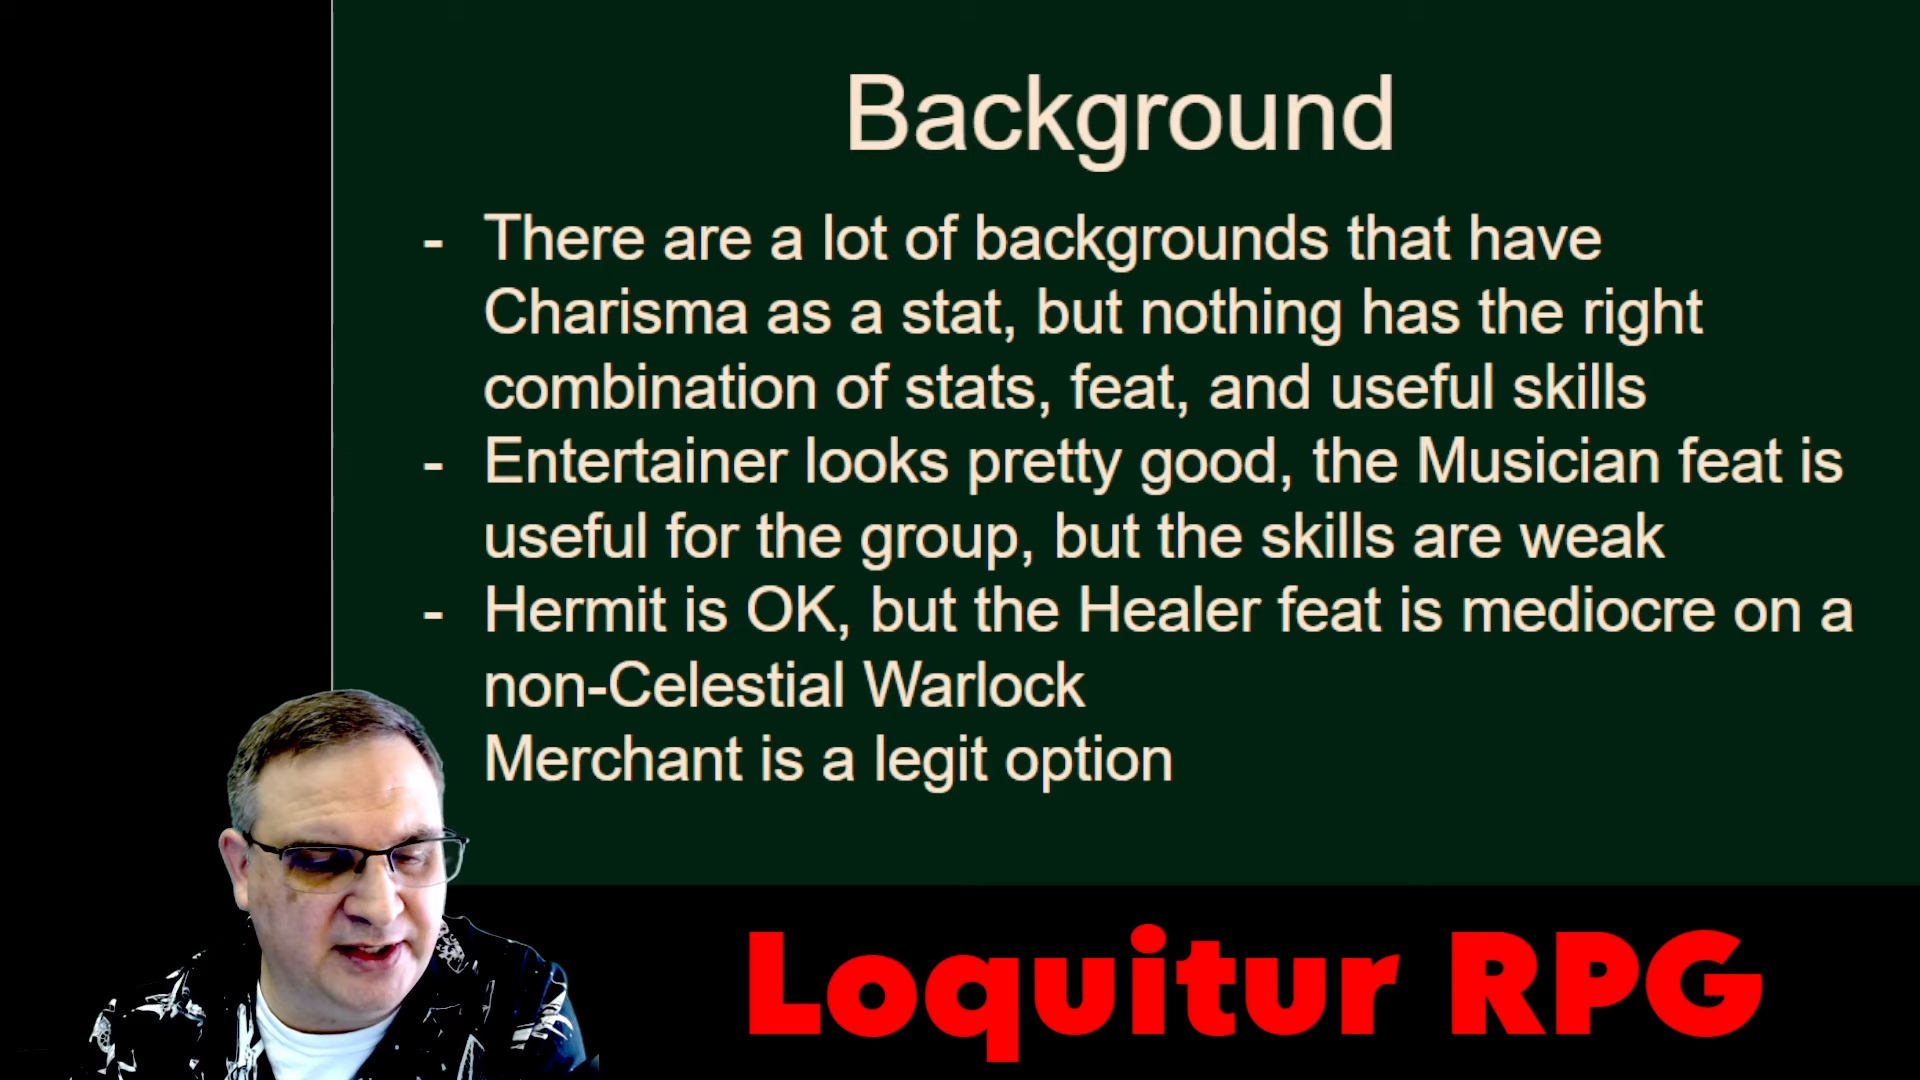 Background
- There are a lot of backgrounds that have
Charisma as a stat, but nothing has the right
combination of stats, feat, and useful skills
- Entertainer looks pretty good, the Musician feat is
useful for the group, but the skills are weak
- Hermit is OK, but the Healer feat is mediocre on a
non-Celestial Warlock
Merchant is a legit option
Loquitur RPG